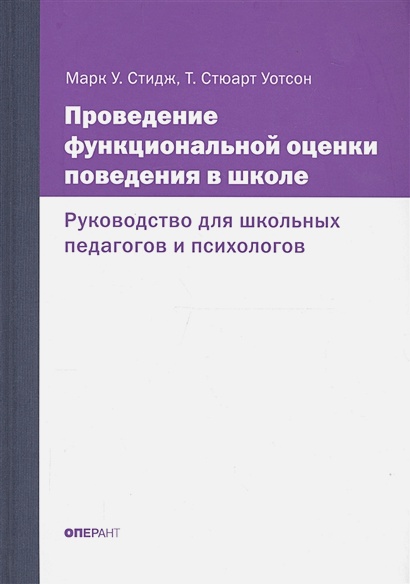 Марк У. Стидж, Т. Стюарт Уотсон
Проведение
функциональной оценки
поведения в школе
Руководство для школьных
педагогов и психологов
ОПЕРАНТ